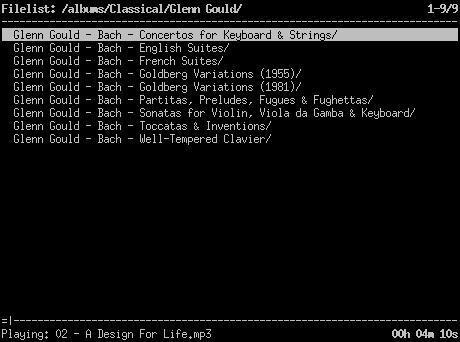 Filelist: /albums/Classical/Glenn Gould/ 1-9/9
Glenn Gould - Bach - Concertos for Keyboard & Strings/
Glenn Gould - Bach - English Suites/
Glenn Gould - Bach - French Suites/
Glenn Gould - Bach - Goldberg Variations (1955)/
Glenn Gould - Bach - Goldberg Variations (1981)/
Glenn Gould - Bach - Partitas, Preludes, Fugues & Fughettas/
Glenn Gould - Bach - Sonatas for Violin, Viola da Gamba & Keyboard/
Glenn Gould - Bach - Toccatas & Inventions/
Glenn Gould - Bach - Well-Tempered Clavier/
Playing: 02 - A Design For Life.mp3 00h 04m 10s